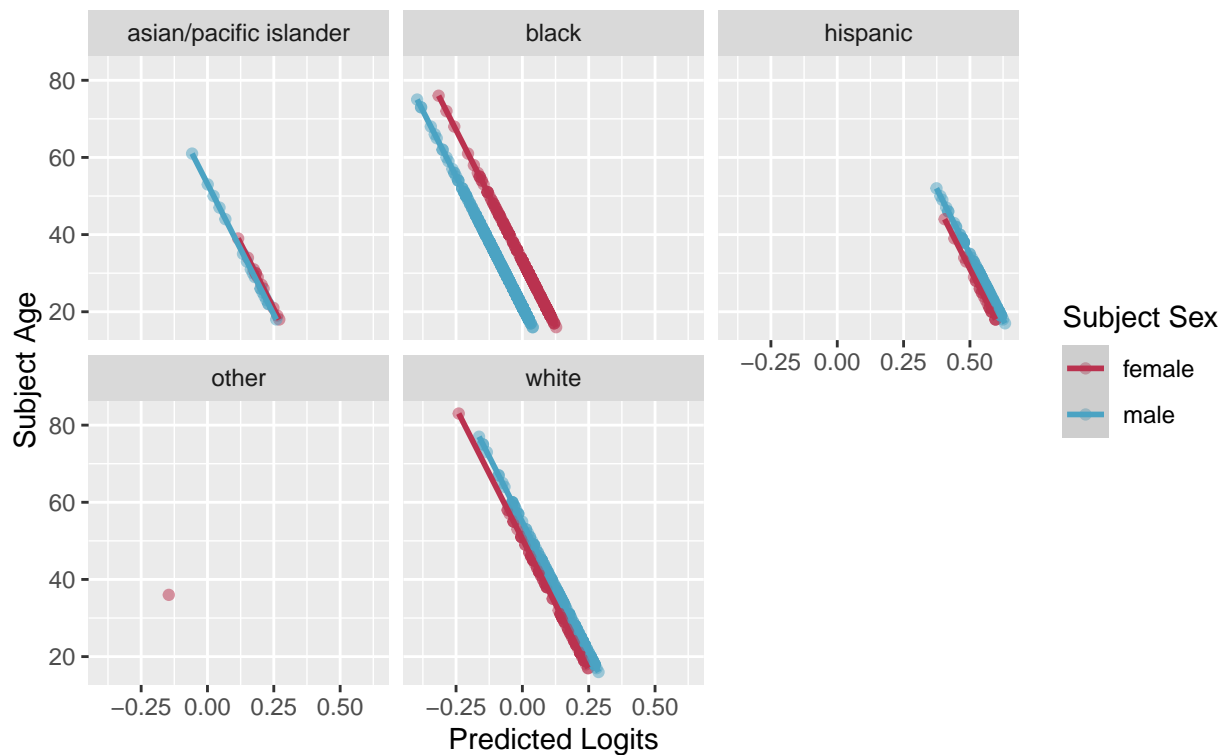 asian/pacific islander black hispanic
80
60
40
20
−0.25 0.00 0.25 0.50
other white
80
60
40
20
−0.25 0.00 0.25 0.50 −0.25 0.00 0.25 0.50
Subject Age
Predicted Logits
Subject Sex
female
male